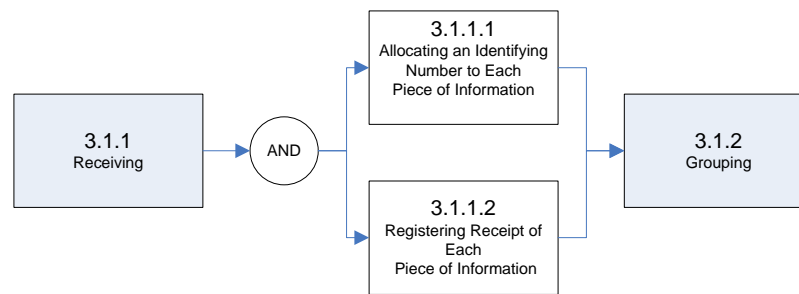 3.1.1
Receiving
AND
3.1.1.1
Allocating an Identifying
Number to Each
Piece of Information
3.1.1.2
Registering Receipt of
Each
Piece of Information
3.1.2
Grouping